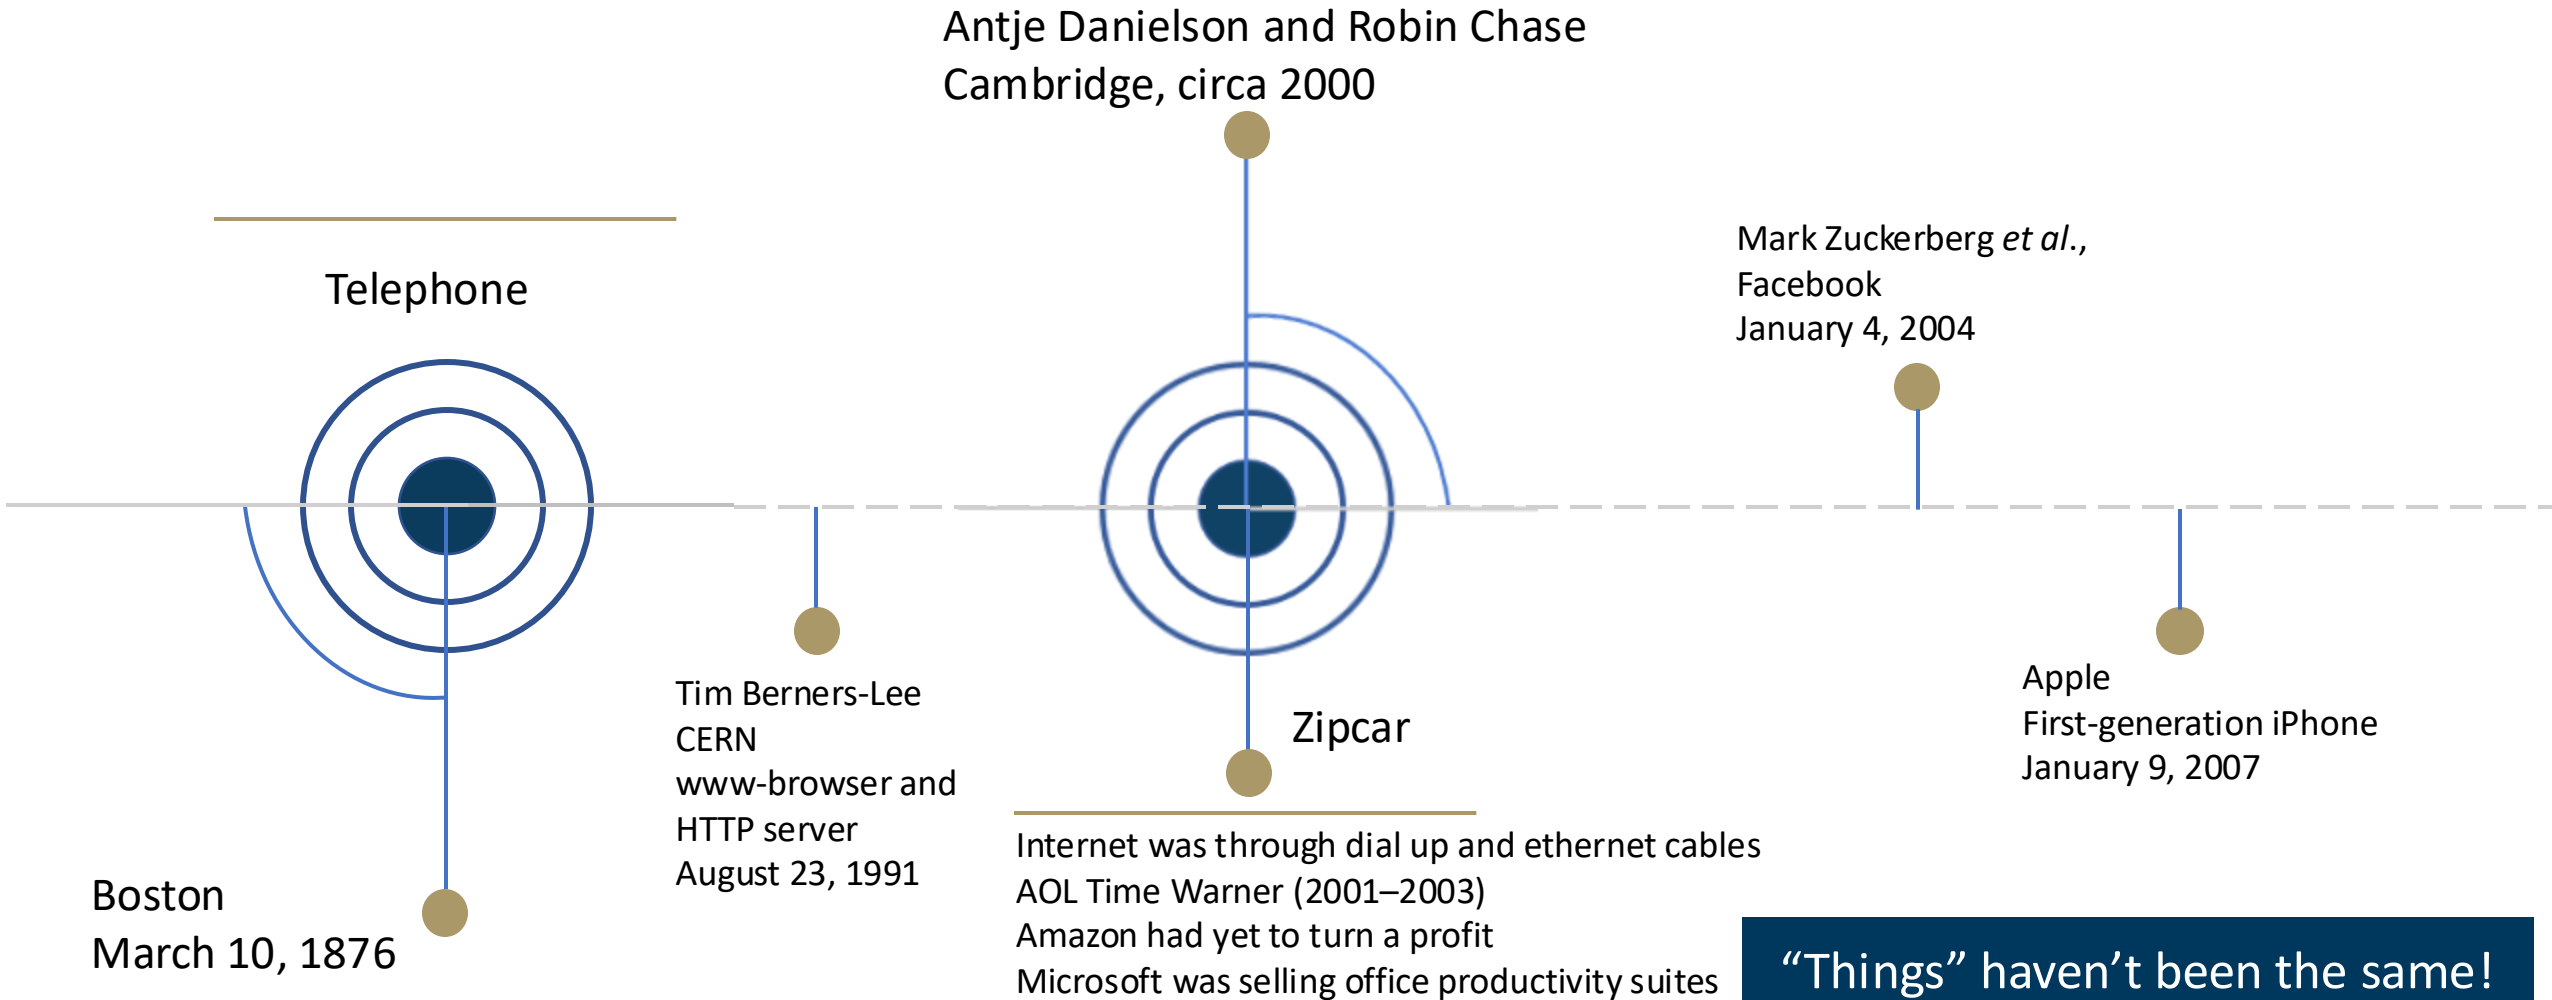 Antje Danielson and Robin Chase
Cambridge, circa 2000
Telephone
Mark Zuckerberg et al.,
Facebook
January 4, 2004
Boston
March 10, 1876
Tim Berners-Lee
CERN
www-browser and
HTTP server
August 23, 1991
Zipcar
Internet was through dial up and ethernet cables
AOL Time Warner (2001–2003)
Amazon had yet to turn a profit
Microsoft was selling office productivity suites
Apple
First-generation iPhone
January 9, 2007
“Things” haven’t been the same!